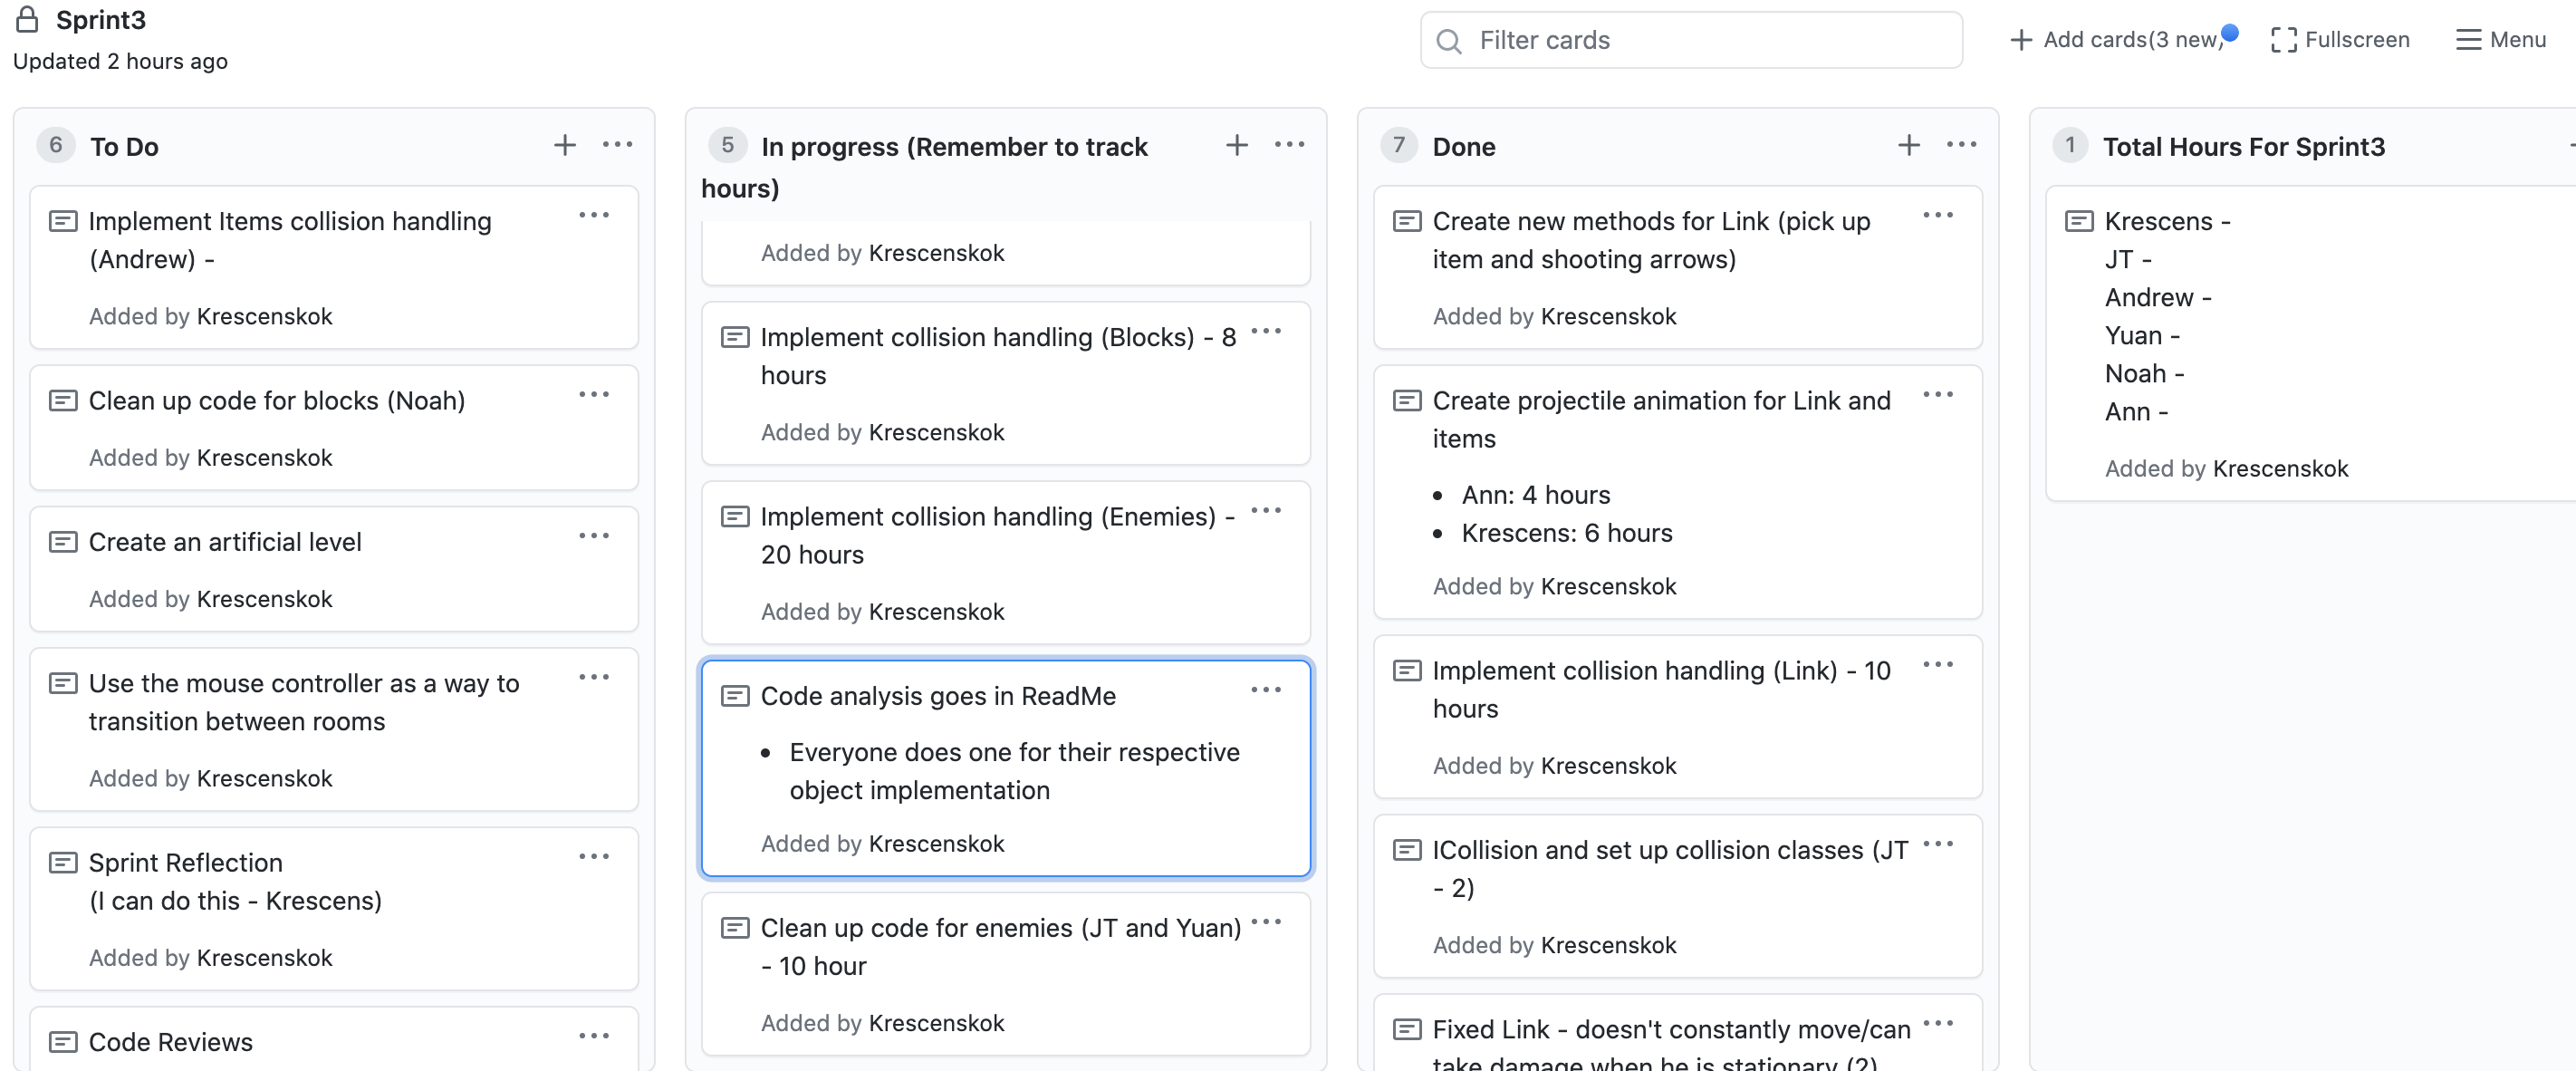 Sprint3
Updated 2 hours ago
Filter cards
Add cards(3 new)
Fullscreen
Menu
6 To Do
Implement Items collision handling
(Andrew) -
Added by Krescenskok
Clean up code for blocks (Noah)
Added by Krescenskok
Create an artificial level
Added by Krescenskok
Use the mouse controller as a way to
transition between rooms
Added by Krescenskok
Sprint Reflection
(I can do this - Krescens)
Added by Krescenskok
Code Reviews
5 In progress (Remember to track
hours)
Added by Krescenskok
Implement collision handling (Blocks) - 8
hours
Added by Krescenskok
Implement collision handling (Enemies) -
20 hours
Added by Krescenskok
Code analysis goes in ReadMe
• Everyone does one for their respective
object implementation
Added by Krescenskok
Clean up code for enemies (JT and Yuan)
- 10 hour
Added by Krescenskok
7 Done
Create new methods for Link (pick up
item and shooting arrows)
Added by Krescenskok
Create projectile animation for Link and
items
• Ann: 4 hours
• Krescens: 6 hours
Added by Krescenskok
Implement collision handling (Link) - 10
hours
Added by Krescenskok
ICollision and set up collision classes (JT
- 2)
Added by Krescenskok
Fixed Link - doesn't constantly move/can
take damage when he is stationary (2)
1 Total Hours For Sprint3
Krescens -
JT -
Andrew -
Yuan -
Noah -
Ann -
Added by Krescenskok